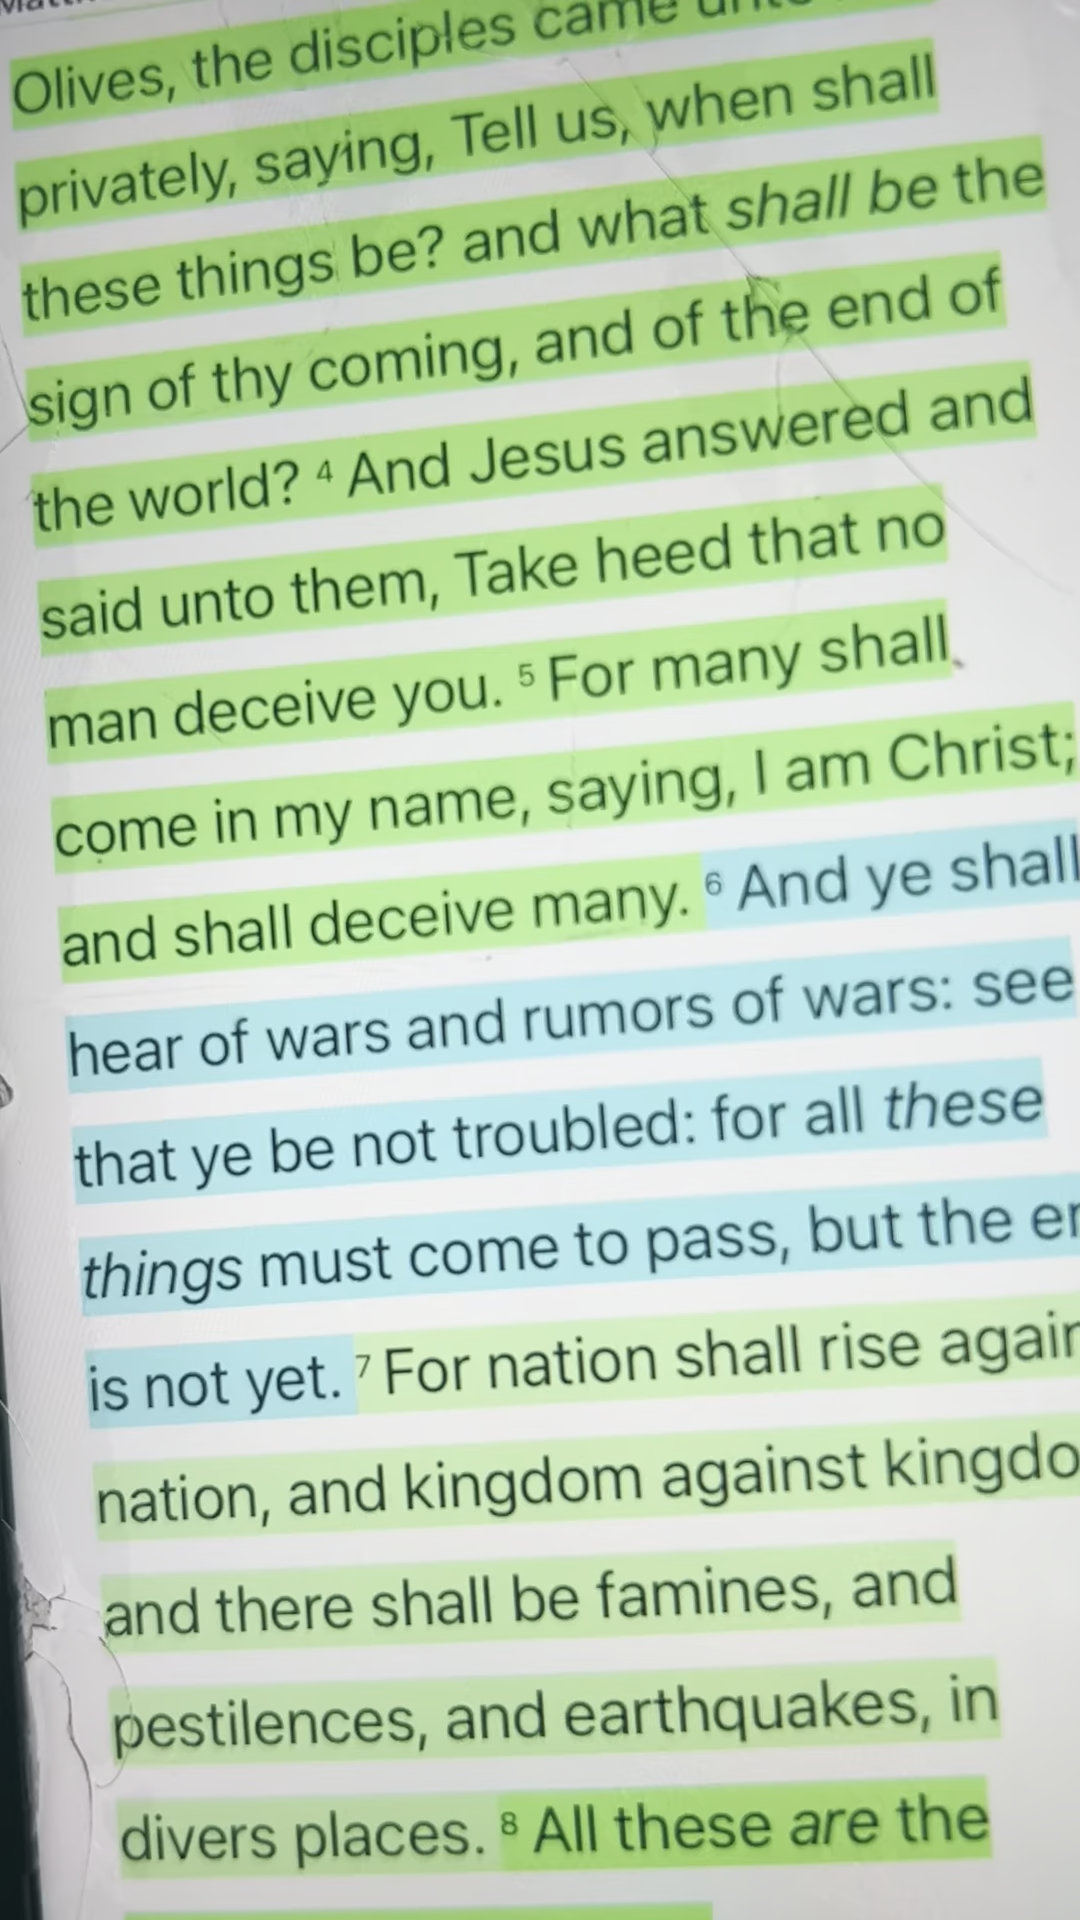 Olives, the disciples came unto
privately, saying, Tell us, when shall
these things be? and what shall be the
sign of thy coming, and of the end of
the world? 4 And Jesus answered and
said unto them, Take heed that no
man deceive you. 5 For many shall
come in my name, saying, I am Christ;
and shall deceive many. 6 And ye shall
hear of wars and rumors of wars: see
that ye be not troubled: for all these
things must come to pass, but the
is not yet. 7 For nation shall rise
nation, and kingdom against
and there shall be famines, and
pestilences, and earthquakes, in
divers places. 8 All these are the